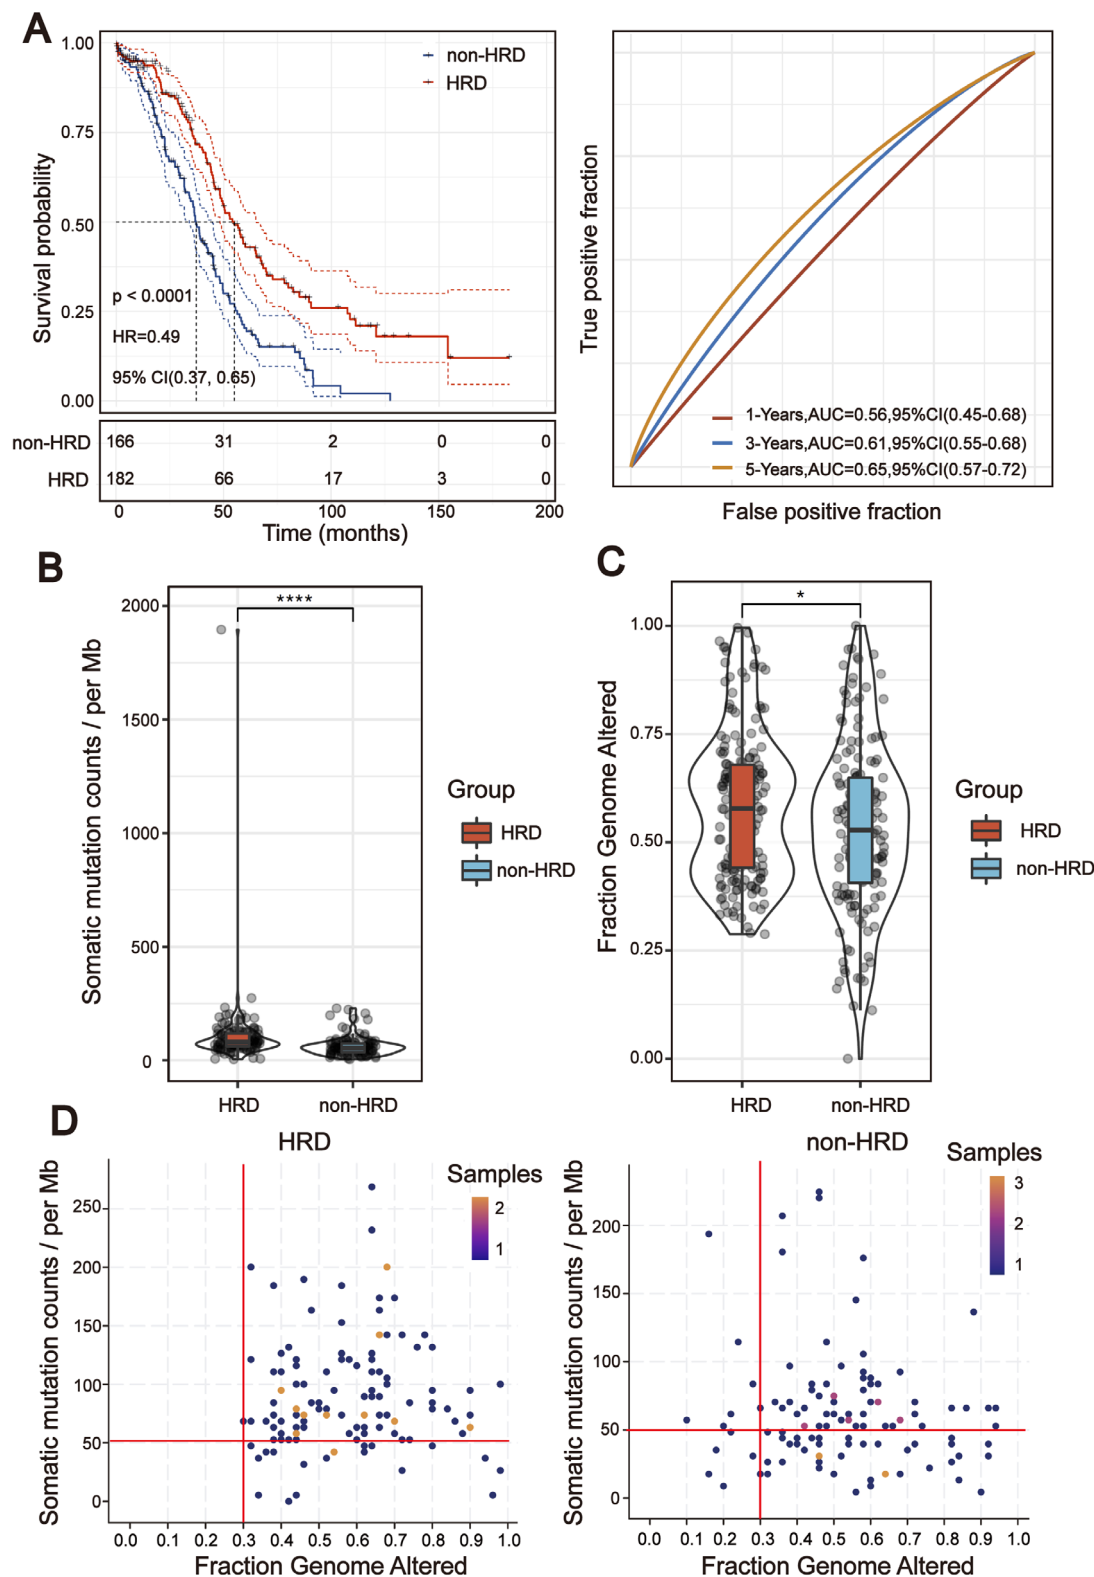 A
1.00
0.75
0.50
0.25
0.00
Survival probability
non-HRD
HRD
p < 0.0001
HR=0.49
95% CI(0.37, 0.65)
non-HRD 166 31 2 0 0
HRD 182 66 17 3 0
0 50 100 150 200
Time (months)
True positive fraction
1-Years,AUC=0.56,95%CI(0.45-0.68)
3-Years,AUC=0.61,95%CI(0.55-0.68)
5-Years,AUC=0.65,95%CI(0.57-0.72)
False positive fraction
B
2000
1500
1000
500
0
Somatic mutation counts / per Mb
****
Group
HRD
non-HRD
HRD non-HRD
C
1.00
0.75
0.50
0.25
0.00
Fraction Genome Altered
*
Group
HRD
non-HRD
HRD non-HRD
D
HRD
Samples
2
1
250
200
150
100
50
0
Somatic mutation counts / per Mb
0.0 0.1 0.2 0.3 0.4 0.5 0.6 0.7 0.8 0.9 1.0
Fraction Genome Altered
non-HRD
Samples
3
2
1
200
150
100
50
0
Somatic mutation counts / per Mb
0.0 0.1 0.2 0.3 0.4 0.5 0.6 0.7 0.8 0.9 1.0
Fraction Genome Altered